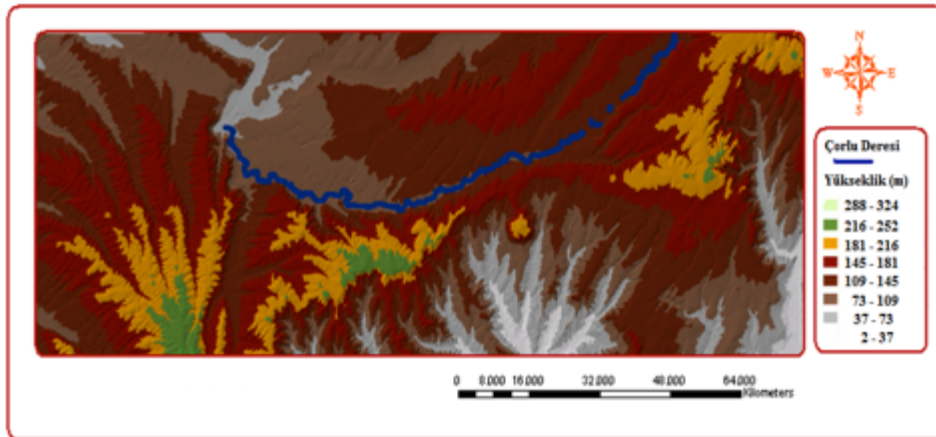 N
W E
S
Çorlu Deresi
Yükseklik (m)
288 - 324
216 - 252
181 - 216
145 - 181
109 - 145
73 - 109
37 - 73
2 - 37
0 8.000 16.000 32.000 48.000 64.000
Kilometers